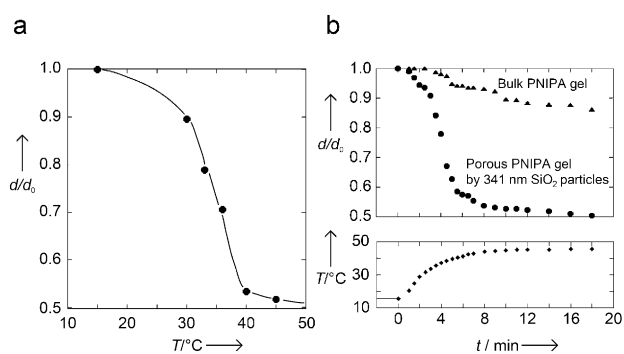 a
1.0
0.9
0.8
0.7
0.6
0.5
d/d₀
10 20 30 40 50
T/°C
b
1.0
0.9
0.8
0.7
0.6
0.5
d/d₀
Bulk PNIPA gel
Porous PNIPA gel
by 341 nm SiO₂ particles
50
30
10
T/°C
0 4 8 12 16 20
t / min